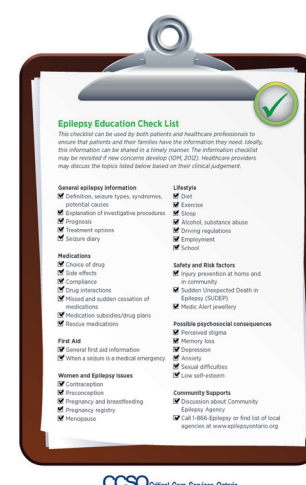 Epilepsy Education Check List
This checklist can be used by both patients and healthcare professionals to
ensure that patients and their families have the information they need. Ideally,
this information can be shared in a timely manner. The information checklist
may be revisited if new concerns develop (IOM, 2012). Healthcare providers
may discuss the topics listed below based on their clinical judgement.
General epilepsy information
Definition, seizure types, syndromes,
potential causes
Explanation of investigative procedures
Prognosis
Treatment options
Seizure diary
Medications
Choice of drug
Side effects
Compliance
Drug interactions
Missed and sudden cessation of
medications
Medication subsidies/drug plans
Rescue medications
First Aid
General first aid information
When a seizure is a medical emergency
Women and Epilepsy Issues
Contraception
Preconception
Pregnancy and breastfeeding
Pregnancy registry
Menopause
Lifestyle
Diet
Exercise
Sleep
Alcohol, substance abuse
Driving regulations
Employment
School
Safety and Risk factors
Injury prevention at home and
in community
Sudden Unexpected Death in
Epilepsy (SUDEP)
Medic Alert jewellery
Possible psychosocial consequences
Perceived stigma
Memory loss
Depression
Anxiety
Sexual difficulties
Low self-esteem
Community Supports
Discussion about Community
Epilepsy Agency
Call 1-866-Epilepsy or find list of local
agencies at www.epilepsyontario.org
CCSO Critical Care Services Ontario